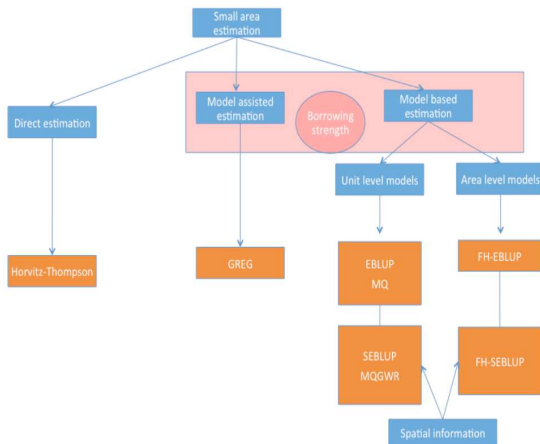 Small area
estimation
Direct estimation
Model assisted
estimation
Borrowing
strength
Model based
estimation
Unit level models
Area level models
Horvitz-Thompson
GREG
EBLUP
MQ
FH-EBLUP
SEBLUP
MQGWR
FH-SEBLUP
Spatial information